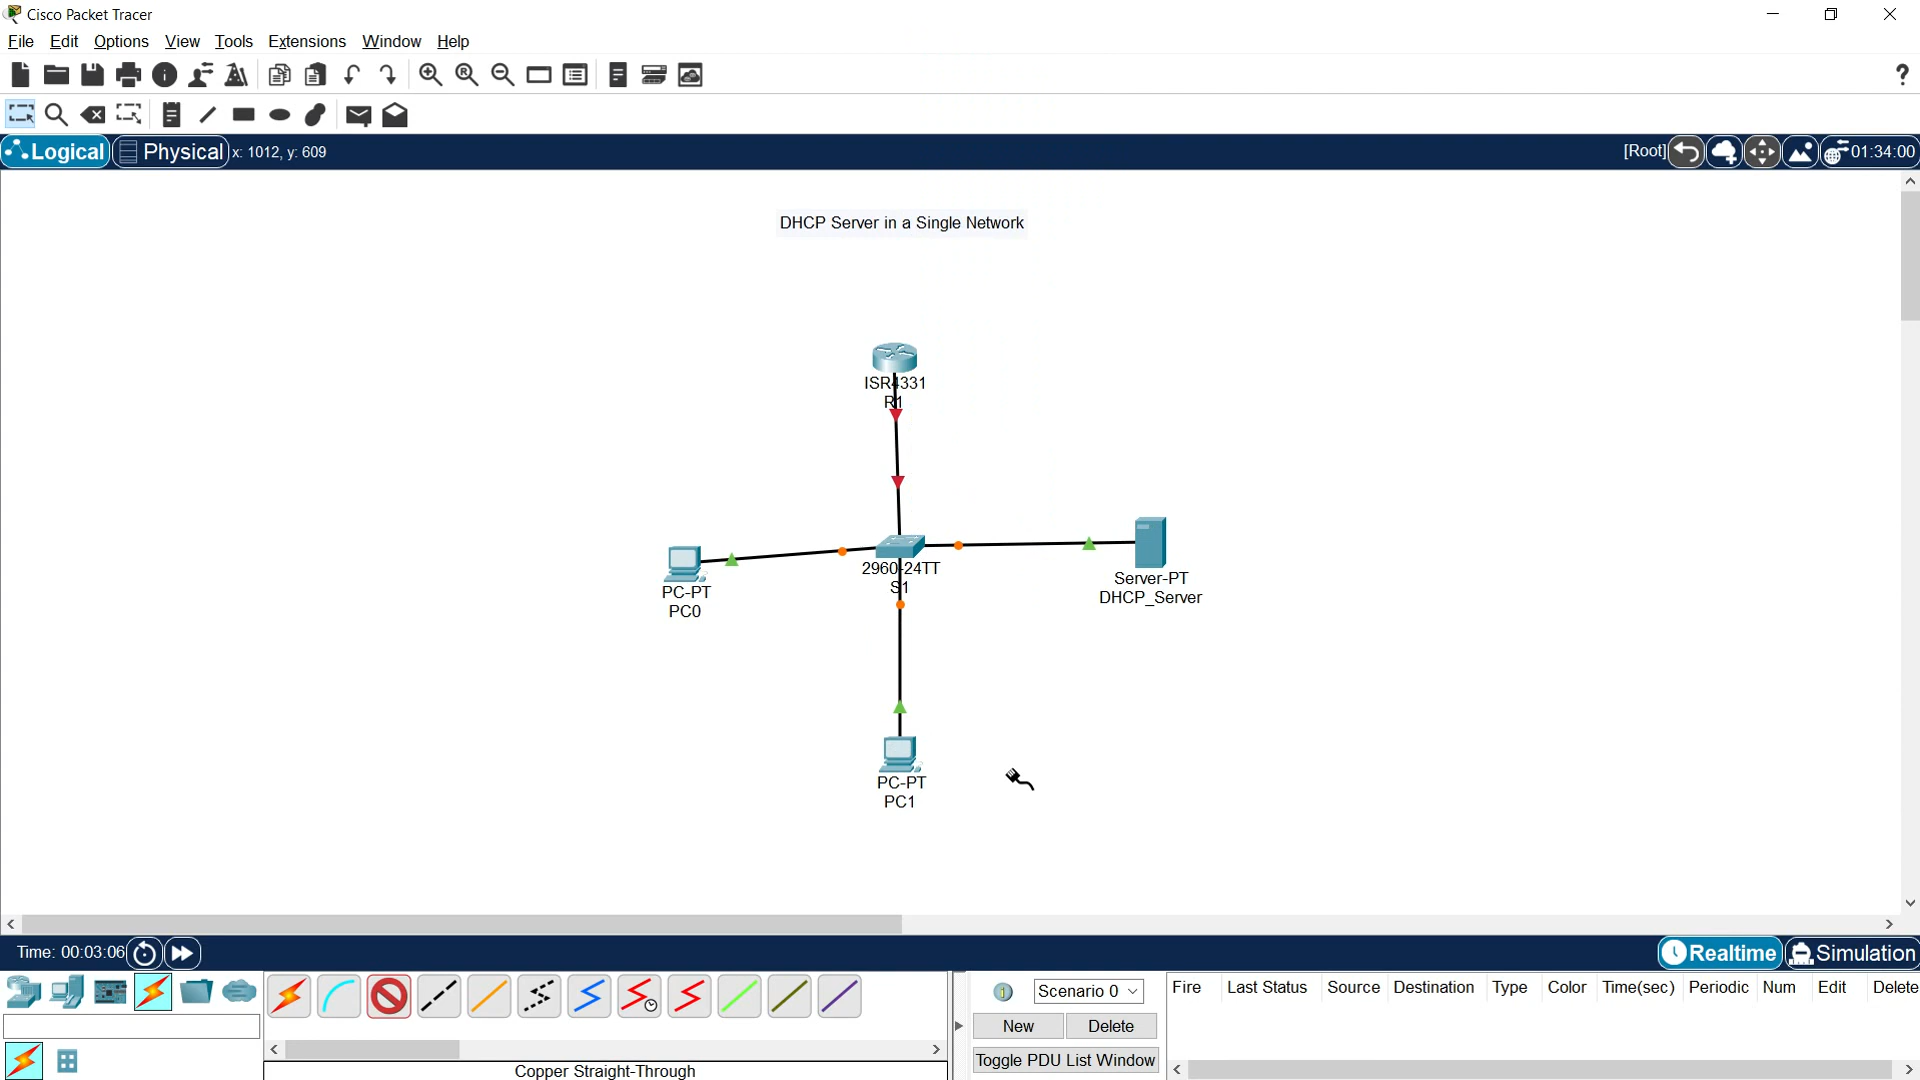 Cisco Packet Tracer
File Edit Options View Tools Extensions Window Help
?
Logical Physical x: 1012, y: 609 [Root] 01:34:00
DHCP Server in a Single Network
ISR4331
R1
2960-24TT
S1
PC-PT
PC0
Server-PT
DHCP_Server
PC-PT
PC1
Time: 00:03:06 Realtime Simulation
Scenario 0
New Delete
Toggle PDU List Window
Fire Last Status Source Destination Type Color Time(sec) Periodic Num Edit Delete
Copper Straight-Through